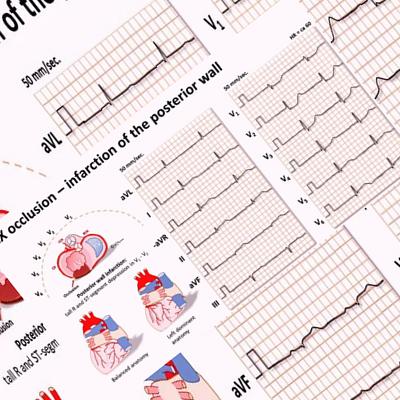 n of the
50 mm/sec.
aVL
V₁
HR = ca 60
50 mm/sec.
V₁
V₂
V₃
V₄
V₅
V₆
X occlusion – infarction of the posterior wall
50 mm/sec.
aVL
I
-aVR
II
aVF
III
Posterior wall infarction:
tall R and ST segment depression in V₁ - V₃
Posterior
tall R and ST-segm
Balanced anatomy
Left dominant
anatomy
aVF